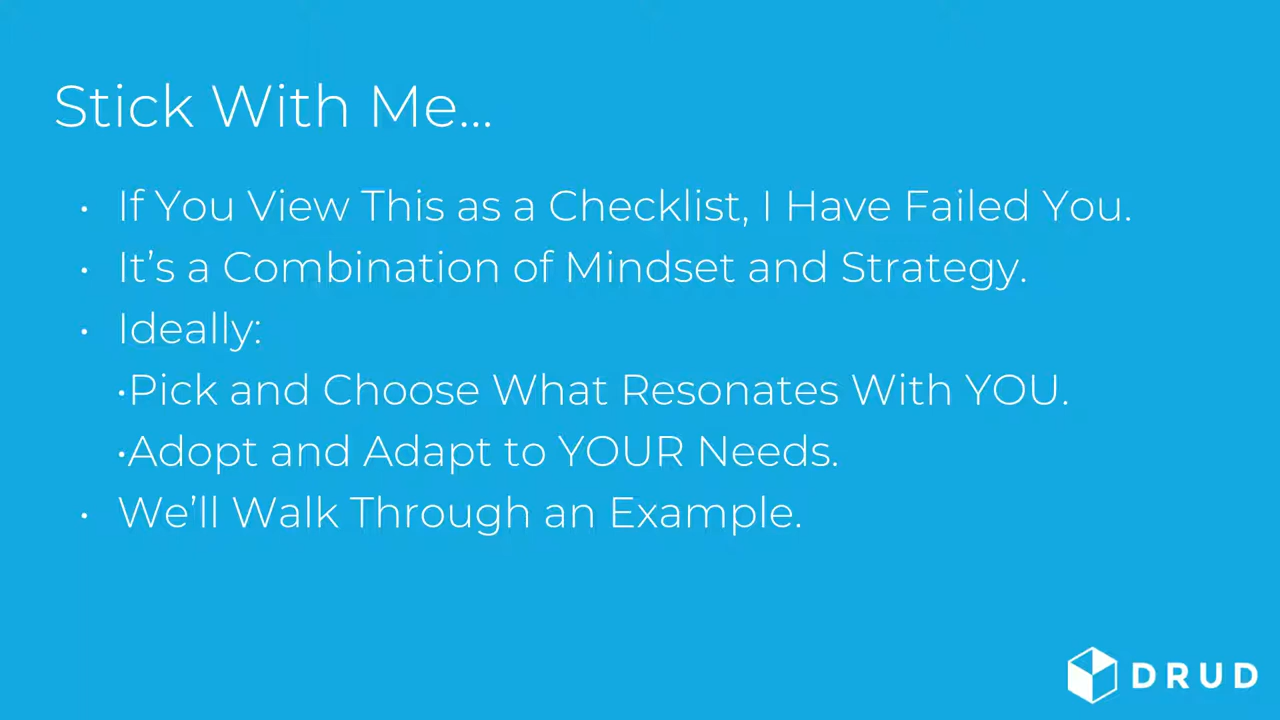 Stick With Me...
• If You View This as a Checklist, I Have Failed You.
• It's a Combination of Mindset and Strategy.
• Ideally:
•Pick and Choose What Resonates With YOU.
•Adopt and Adapt to YOUR Needs.
• We'll Walk Through an Example.
DRUD